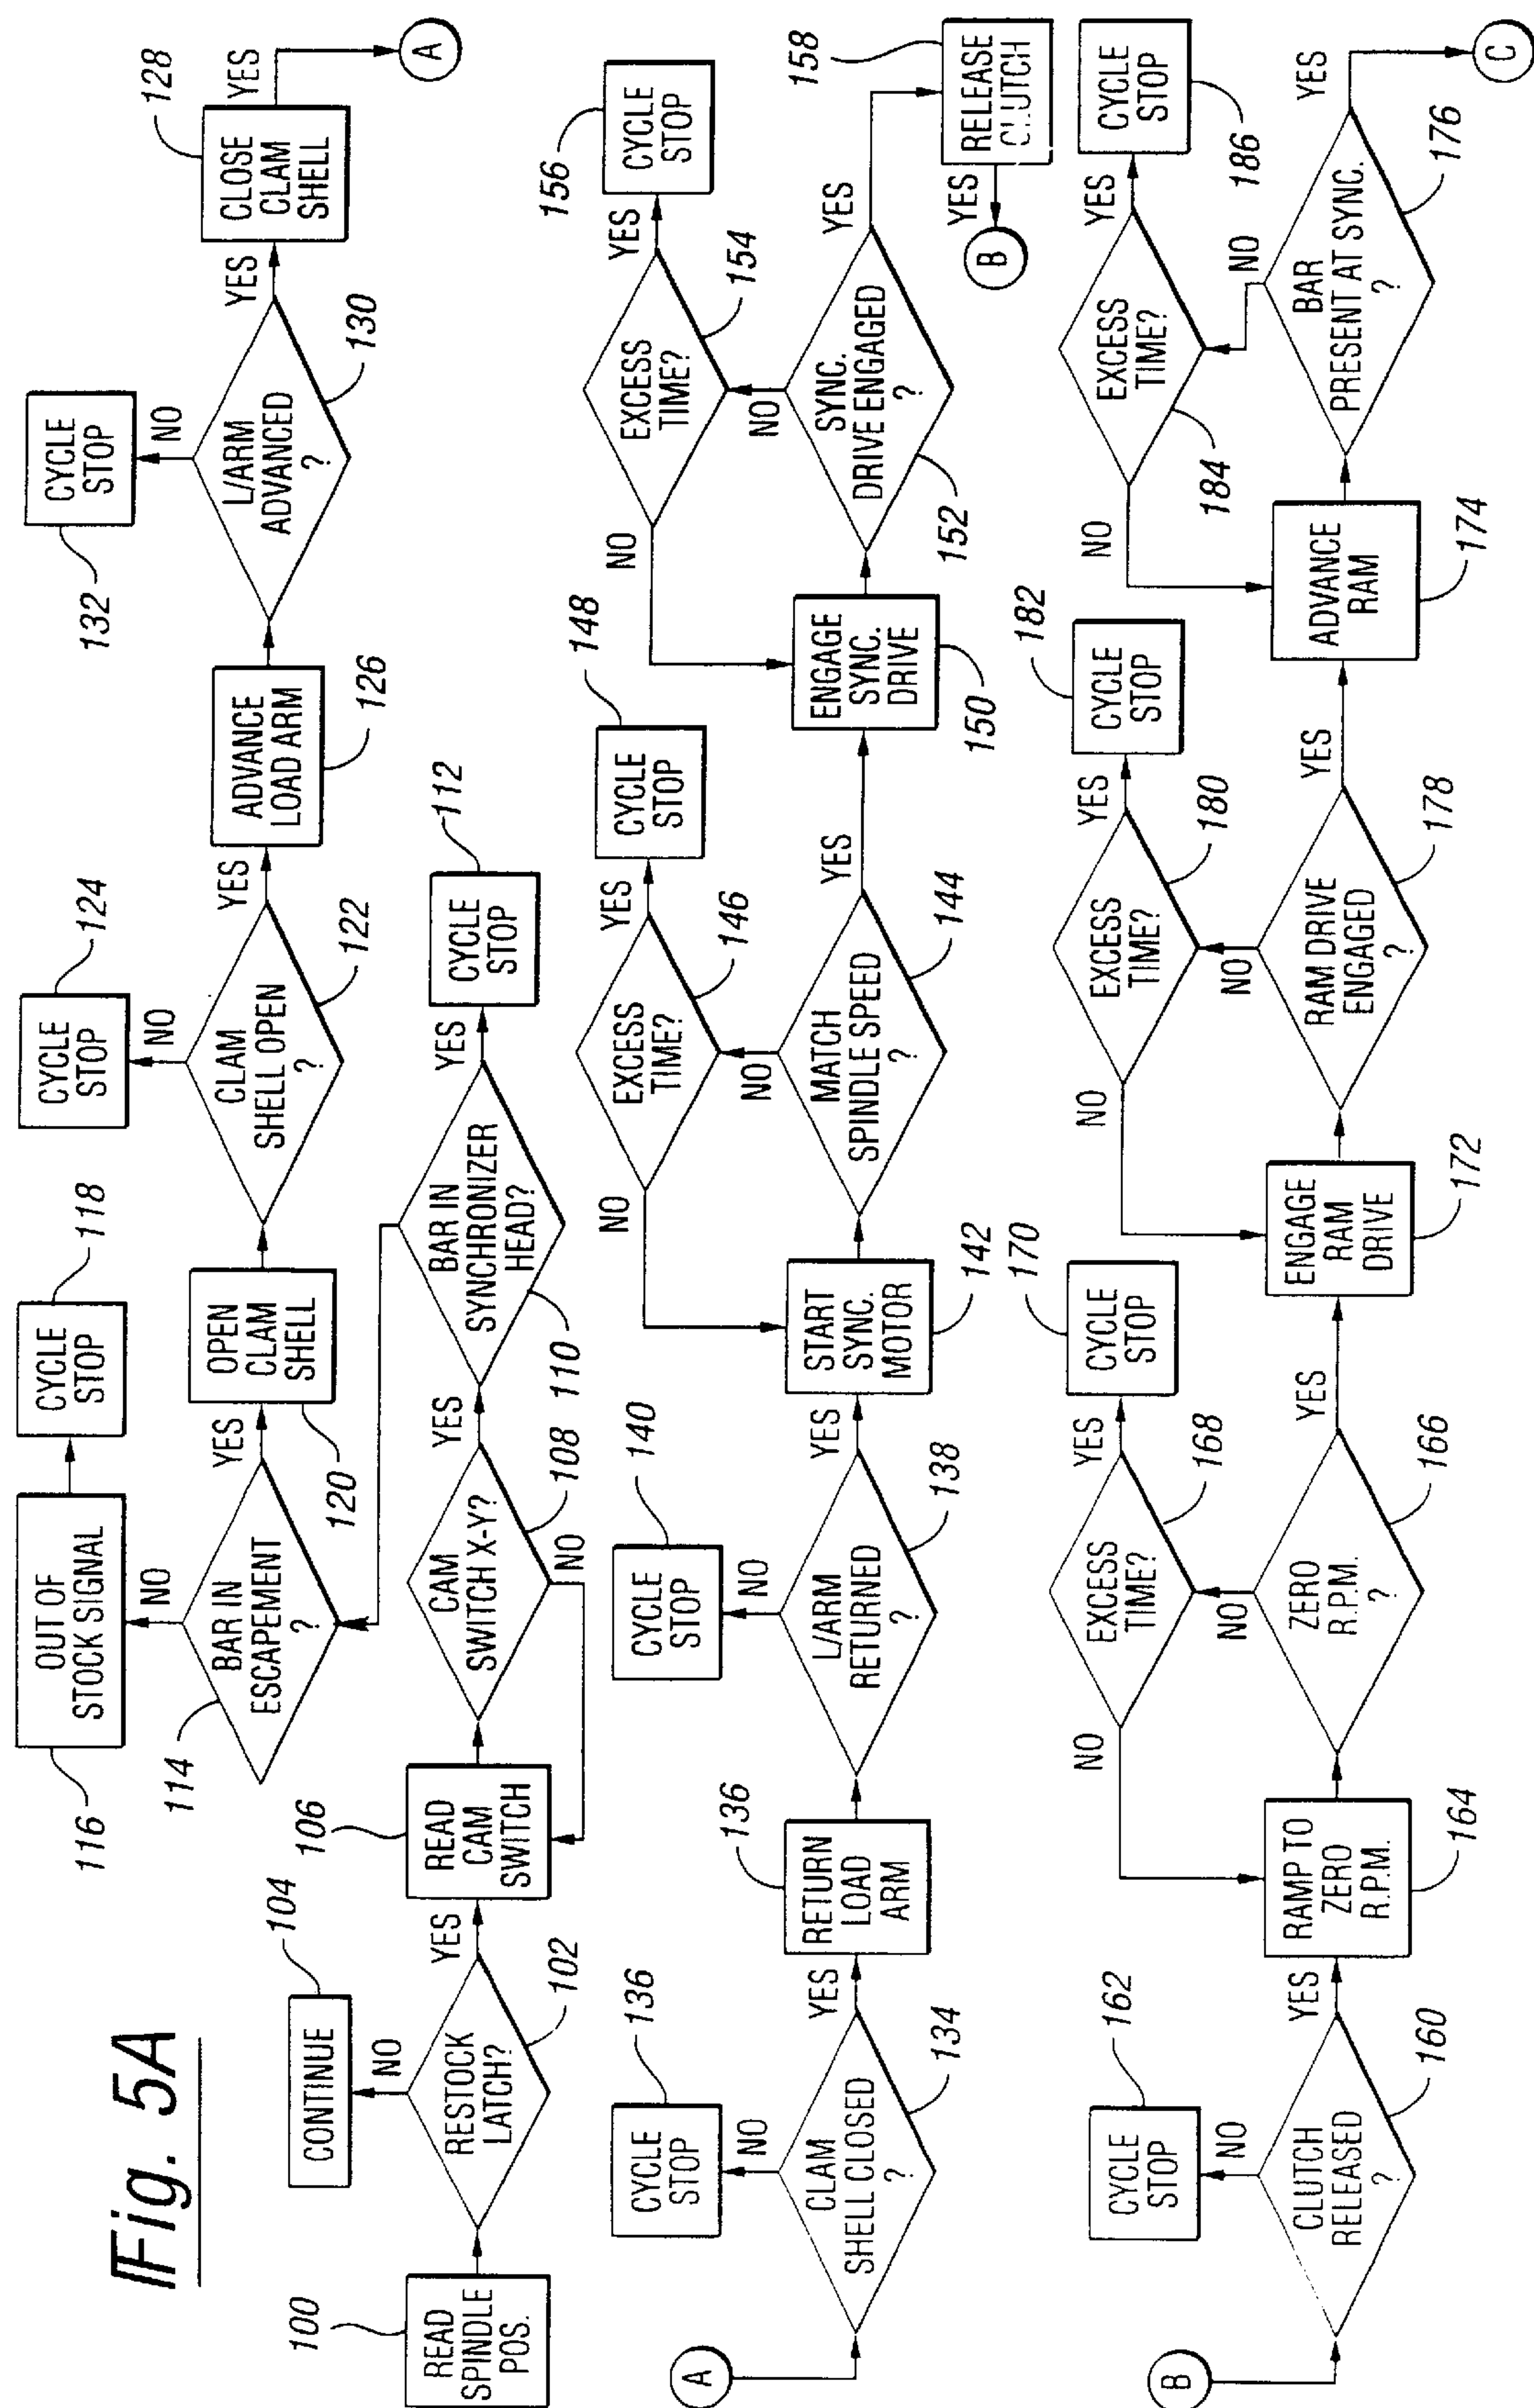 Fig. 5A
100
READ
SPINDLE
POS.
RESTOCK
LATCH?
102
NO
CONTINUE
104
YES
READ
CAM
SWITCH
106
CAM
SWITCH X-Y?
108
NO
YES
BAR IN
SYNCHRONIZER
HEAD?
110
YES
CYCLE
STOP
112
BAR IN
ESCAPEMENT
?
114
NO
OUT OF
STOCK SIGNAL
116
CYCLE
STOP
118
YES
OPEN
CLAM
SHELL
120
CLAM
SHELL OPEN
?
122
NO
CYCLE
STOP
124
YES
ADVANCE
LOAD ARM
126
L/ARM
ADVANCED
?
130
NO
CYCLE
STOP
132
YES
CLOSE
CLAM
SHELL
128
YES
A
A
CLAM
SHELL CLOSED
?
134
NO
CYCLE
STOP
136
YES
RETURN
LOAD
ARM
136
L/ARM
RETURNED
?
138
NO
CYCLE
STOP
140
YES
START
SYNC.
MOTOR
142
MATCH
SPINDLE SPEED
?
144
NO
EXCESS
TIME?
146
NO
YES
CYCLE
STOP
148
YES
ENGAGE
SYNC.
DRIVE
150
SYNC.
DRIVE ENGAGED
?
152
NO
EXCESS
TIME?
154
NO
YES
CYCLE
STOP
156
YES
RELEASE
CLUTCH
158
YES
B
B
CLUTCH
RELEASED
?
160
NO
CYCLE
STOP
162
YES
RAMP TO
ZERO
R.P.M.
164
ZERO
R.P.M.
?
166
NO
EXCESS
TIME?
168
NO
YES
CYCLE
STOP
170
YES
ENGAGE
RAM
DRIVE
172
RAM DRIVE
ENGAGED
?
178
NO
EXCESS
TIME?
180
NO
YES
CYCLE
STOP
182
YES
ADVANCE
RAM
174
BAR
PRESENT AT SYNC.
?
176
NO
EXCESS
TIME?
184
NO
YES
CYCLE
STOP
186
YES
C